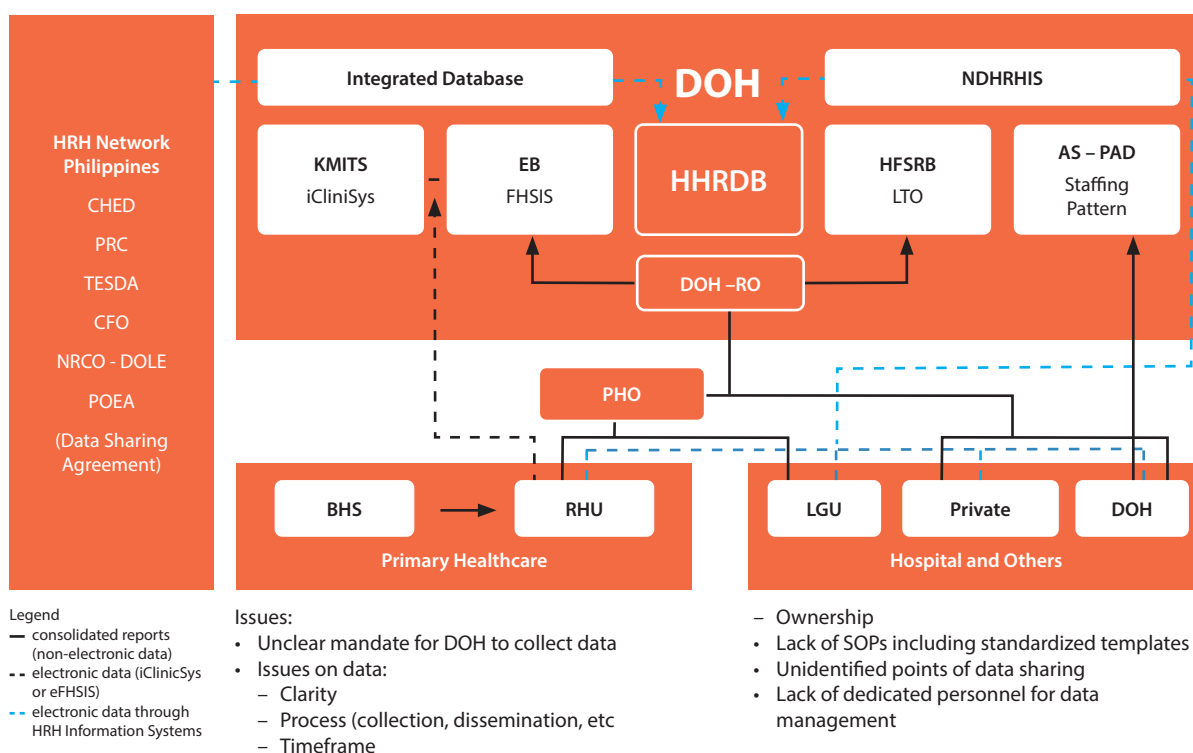 HRH Network
Philippines
CHED
PRC
TESDA
CFO
NRCO - DOLE
POEA
(Data Sharing
Agreement)
DOH
Integrated Database
NDHRHIS
KMITS
iCliniSys
EB
FHSIS
HHRDB
HFSRB
LTO
AS – PAD
Staffing
Pattern
DOH –RO
PHO
BHS
RHU
Primary Healthcare
LGU
Private
DOH
Hospital and Others
Legend
consolidated reports
(non-electronic data)
electronic data (iClinicSys
or eFHSIS)
electronic data through
HRH Information Systems
Issues:
• Unclear mandate for DOH to collect data
• Issues on data:
– Clarity
– Process (collection, dissemination, etc
– Timeframe
– Ownership
• Lack of SOPs including standardized templates
• Unidentified points of data sharing
• Lack of dedicated personnel for data
management